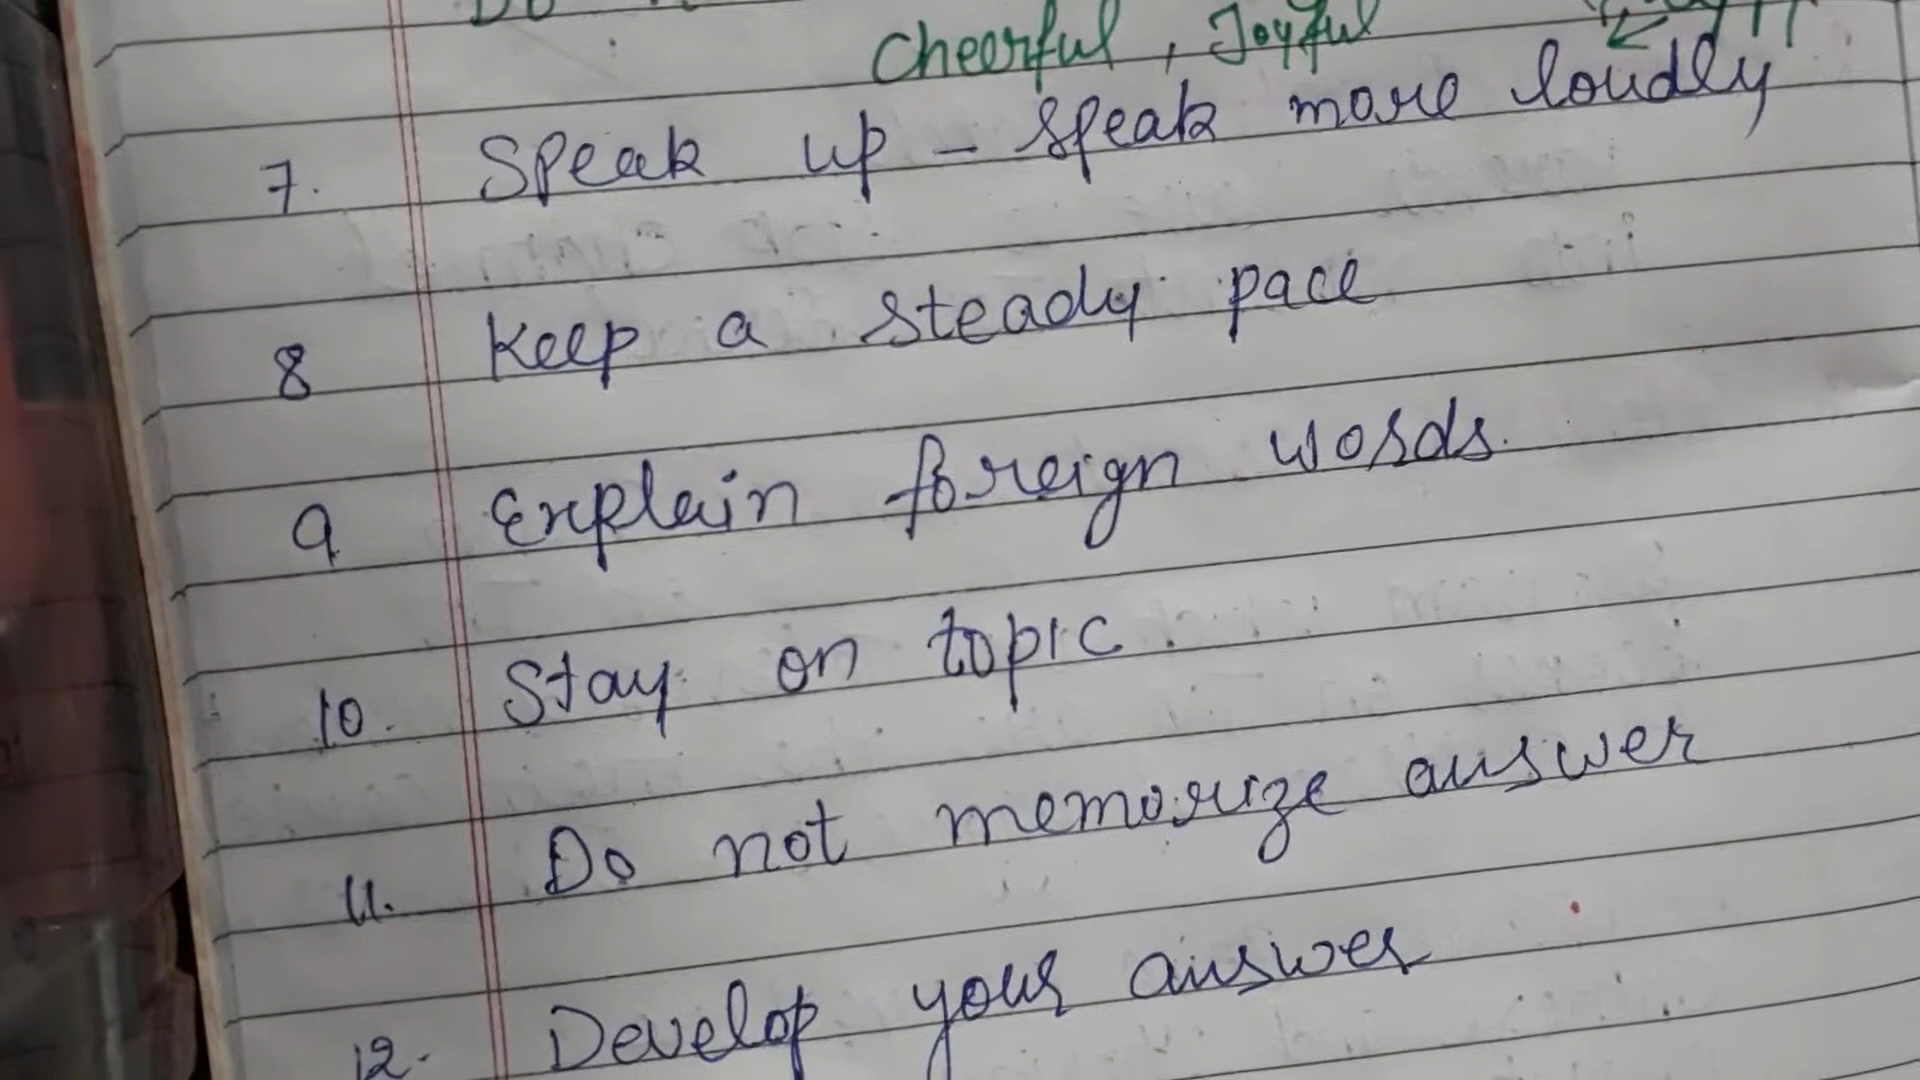 Do
Cheerful, Joyful
7. Speak up - speak more loudly
8 Keep a steady pace
9 Explain foreign words.
10. Stay on topic.
11. Do not memorize answer
12. Develop your answer